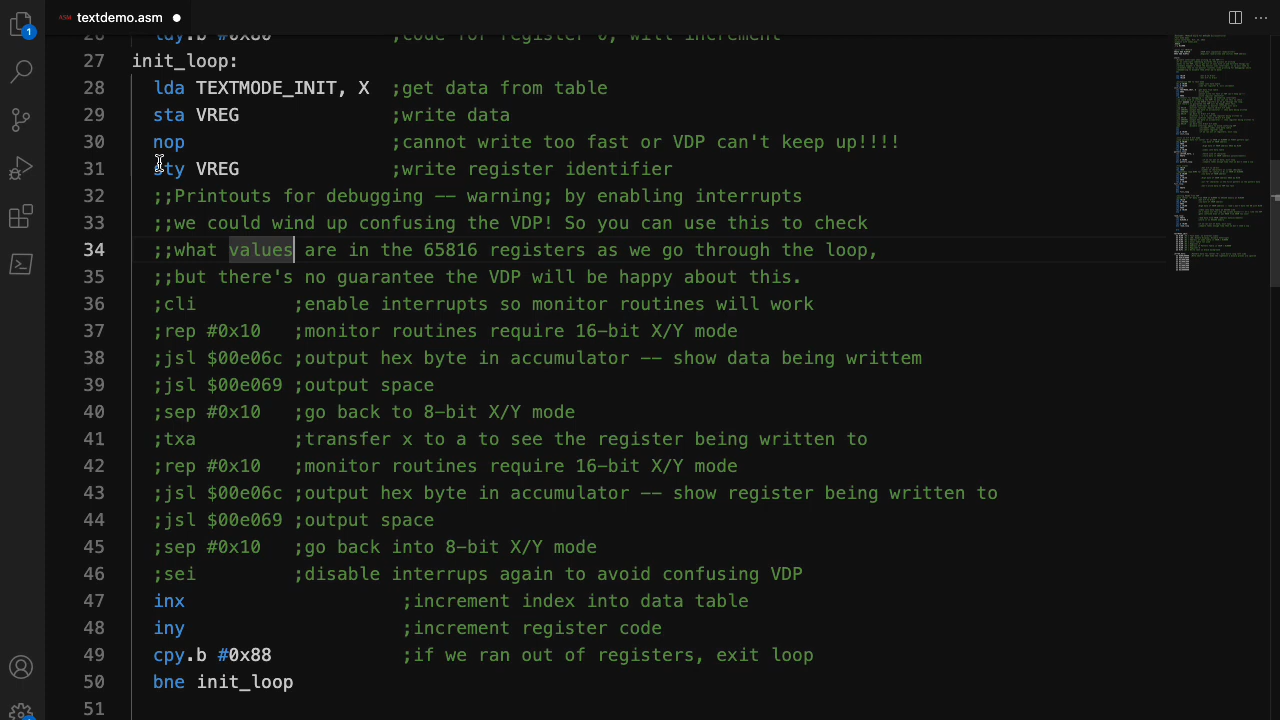 ASM textdemo.asm
1
26 ldy.b #0x80 ;code for register 0, will increment
27 init_loop:
28 lda TEXTMODE_INIT, X ;get data from table
29 sta VREG ;write data
30 nop ;cannot write too fast or VDP can't keep up!!!!
31 sty VREG ;write register identifier
32 ;;Printouts for debugging -- warning; by enabling interrupts
33 ;;we could wind up confusing the VDP! So you can use this to check
34 ;;what values are in the 65816 registers as we go through the loop,
35 ;;but there's no guarantee the VDP will be happy about this.
36 ;cli ;enable interrupts so monitor routines will work
37 ;rep #0x10 ;monitor routines require 16-bit X/Y mode
38 ;jsl $00e06c ;output hex byte in accumulator -- show data being writtem
39 ;jsl $00e069 ;output space
40 ;sep #0x10 ;go back to 8-bit X/Y mode
41 ;txa ;transfer x to a to see the register being written to
42 ;rep #0x10 ;monitor routines require 16-bit X/Y mode
43 ;jsl $00e06c ;output hex byte in accumulator -- show register being written to
44 ;jsl $00e069 ;output space
45 ;sep #0x10 ;go back into 8-bit X/Y mode
46 ;sei ;disable interrups again to avoid confusing VDP
47 inx ;increment index into data table
48 iny ;increment register code
49 cpy.b #0x88 ;if we ran out of registers, exit loop
50 bne init_loop
51